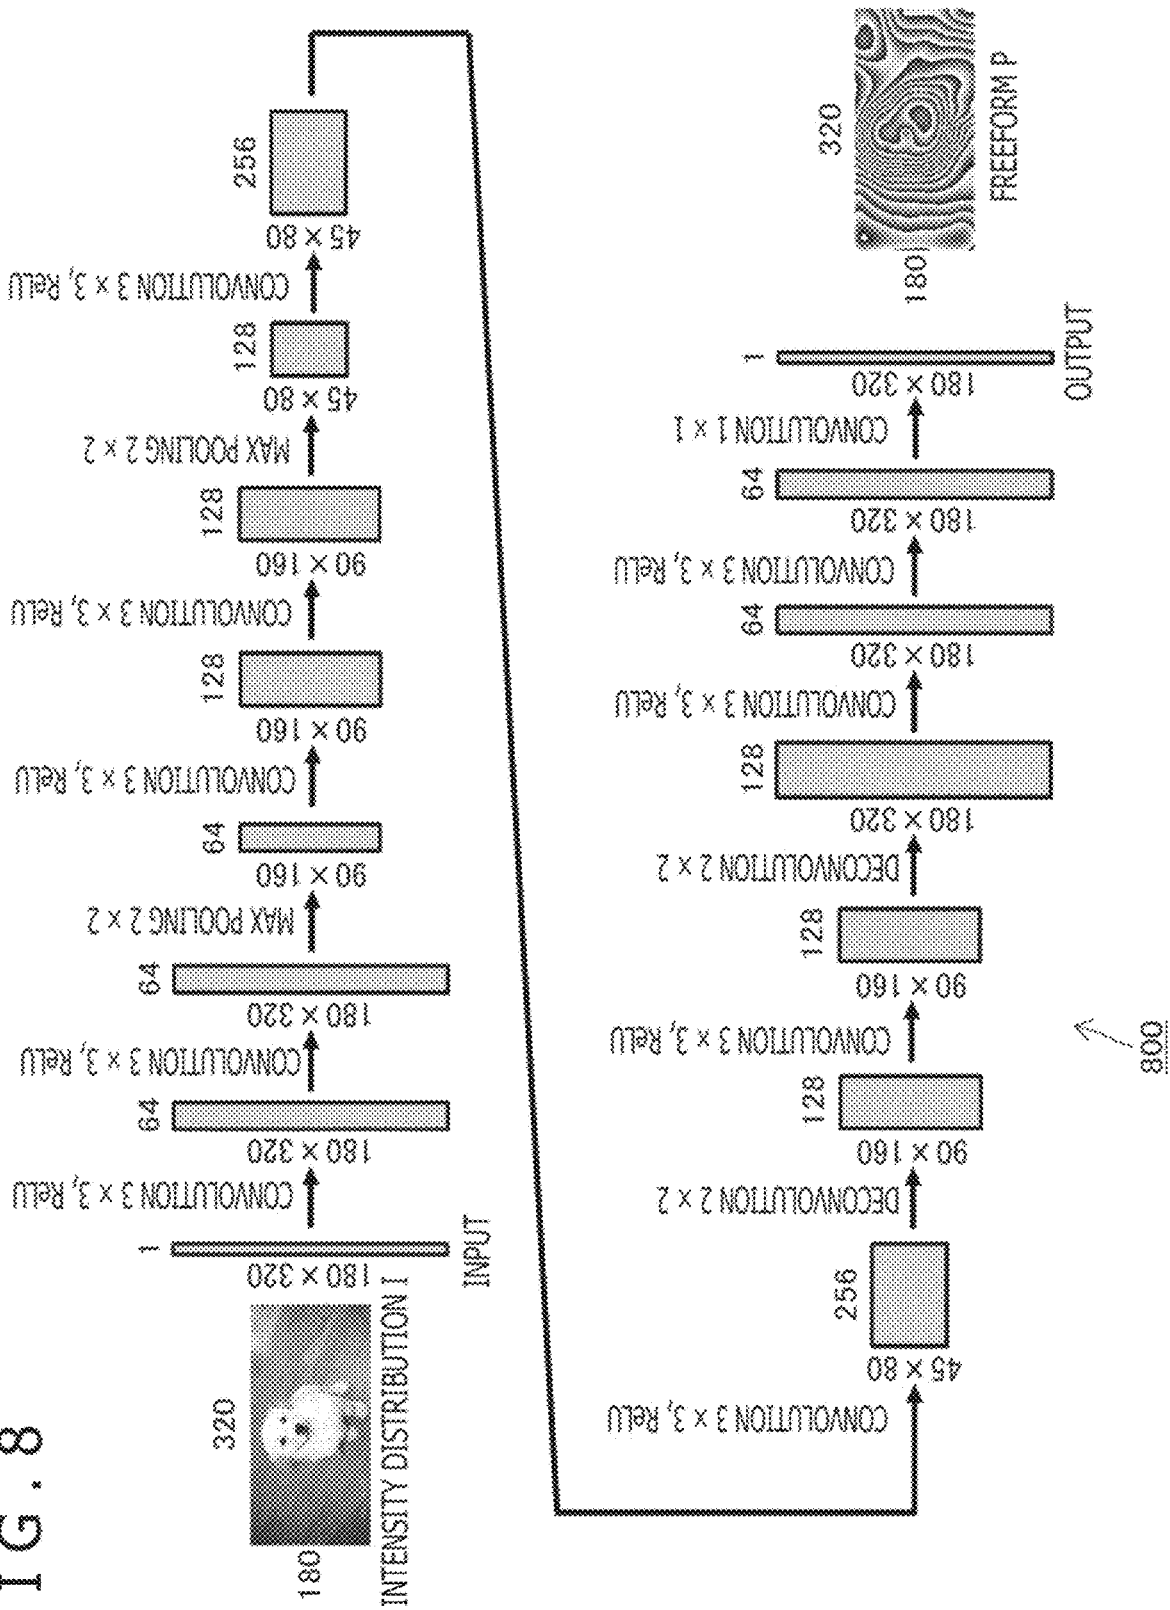 IG. 8
320
180
INTENSITY DISTRIBUTION I
1
180 × 320
INPUT
CONVOLUTION 3 × 3, ReLU
64
180 × 320
CONVOLUTION 3 × 3, ReLU
64
180 × 320
MAX POOLING 2 × 2
64
90 × 160
CONVOLUTION 3 × 3, ReLU
128
90 × 160
CONVOLUTION 3 × 3, ReLU
128
90 × 160
MAX POOLING 2 × 2
128
45 × 80
CONVOLUTION 3 × 3, ReLU
256
45 × 80
CONVOLUTION 3 × 3, ReLU
256
45 × 80
DECONVOLUTION 2 × 2
128
90 × 160
CONVOLUTION 3 × 3, ReLU
128
90 × 160
DECONVOLUTION 2 × 2
128
180 × 320
CONVOLUTION 3 × 3, ReLU
64
180 × 320
CONVOLUTION 3 × 3, ReLU
64
180 × 320
CONVOLUTION 1 × 1
1
180 × 320
OUTPUT
320
180
FREEFORM P
800